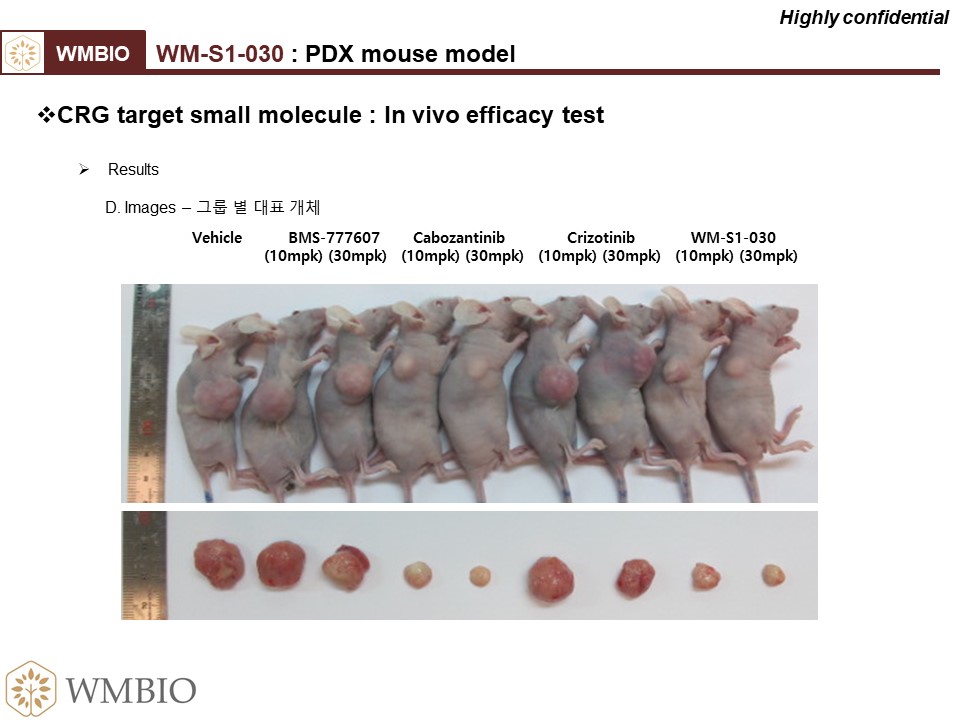 Highly confidential
WMBIO
WM-S1-030 : PDX mouse model
❖CRG target small molecule : In vivo efficacy test
➢ Results
D. Images – 그룹 별 대표 개체
Vehicle BMS-777607 Cabozantinib Crizotinib WM-S1-030
(10mpk) (30mpk) (10mpk) (30mpk) (10mpk) (30mpk) (10mpk) (30mpk)
WMBIO